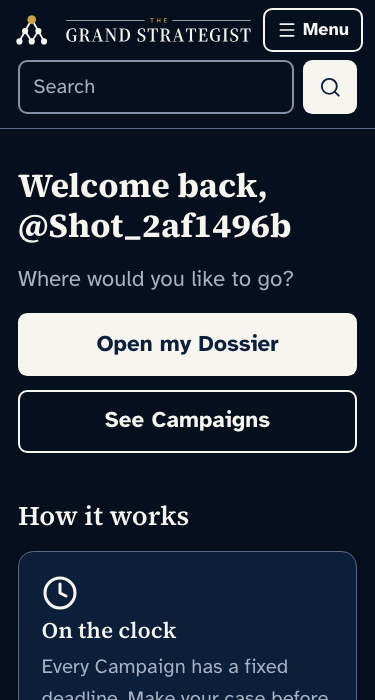 THE
GRAND STRATEGIST
Menu
Search
Welcome back,
@Shot_2af1496b
Where would you like to go?
Open my Dossier
See Campaigns
How it works
On the clock
Every Campaign has a fixed
deadline. Make your case before